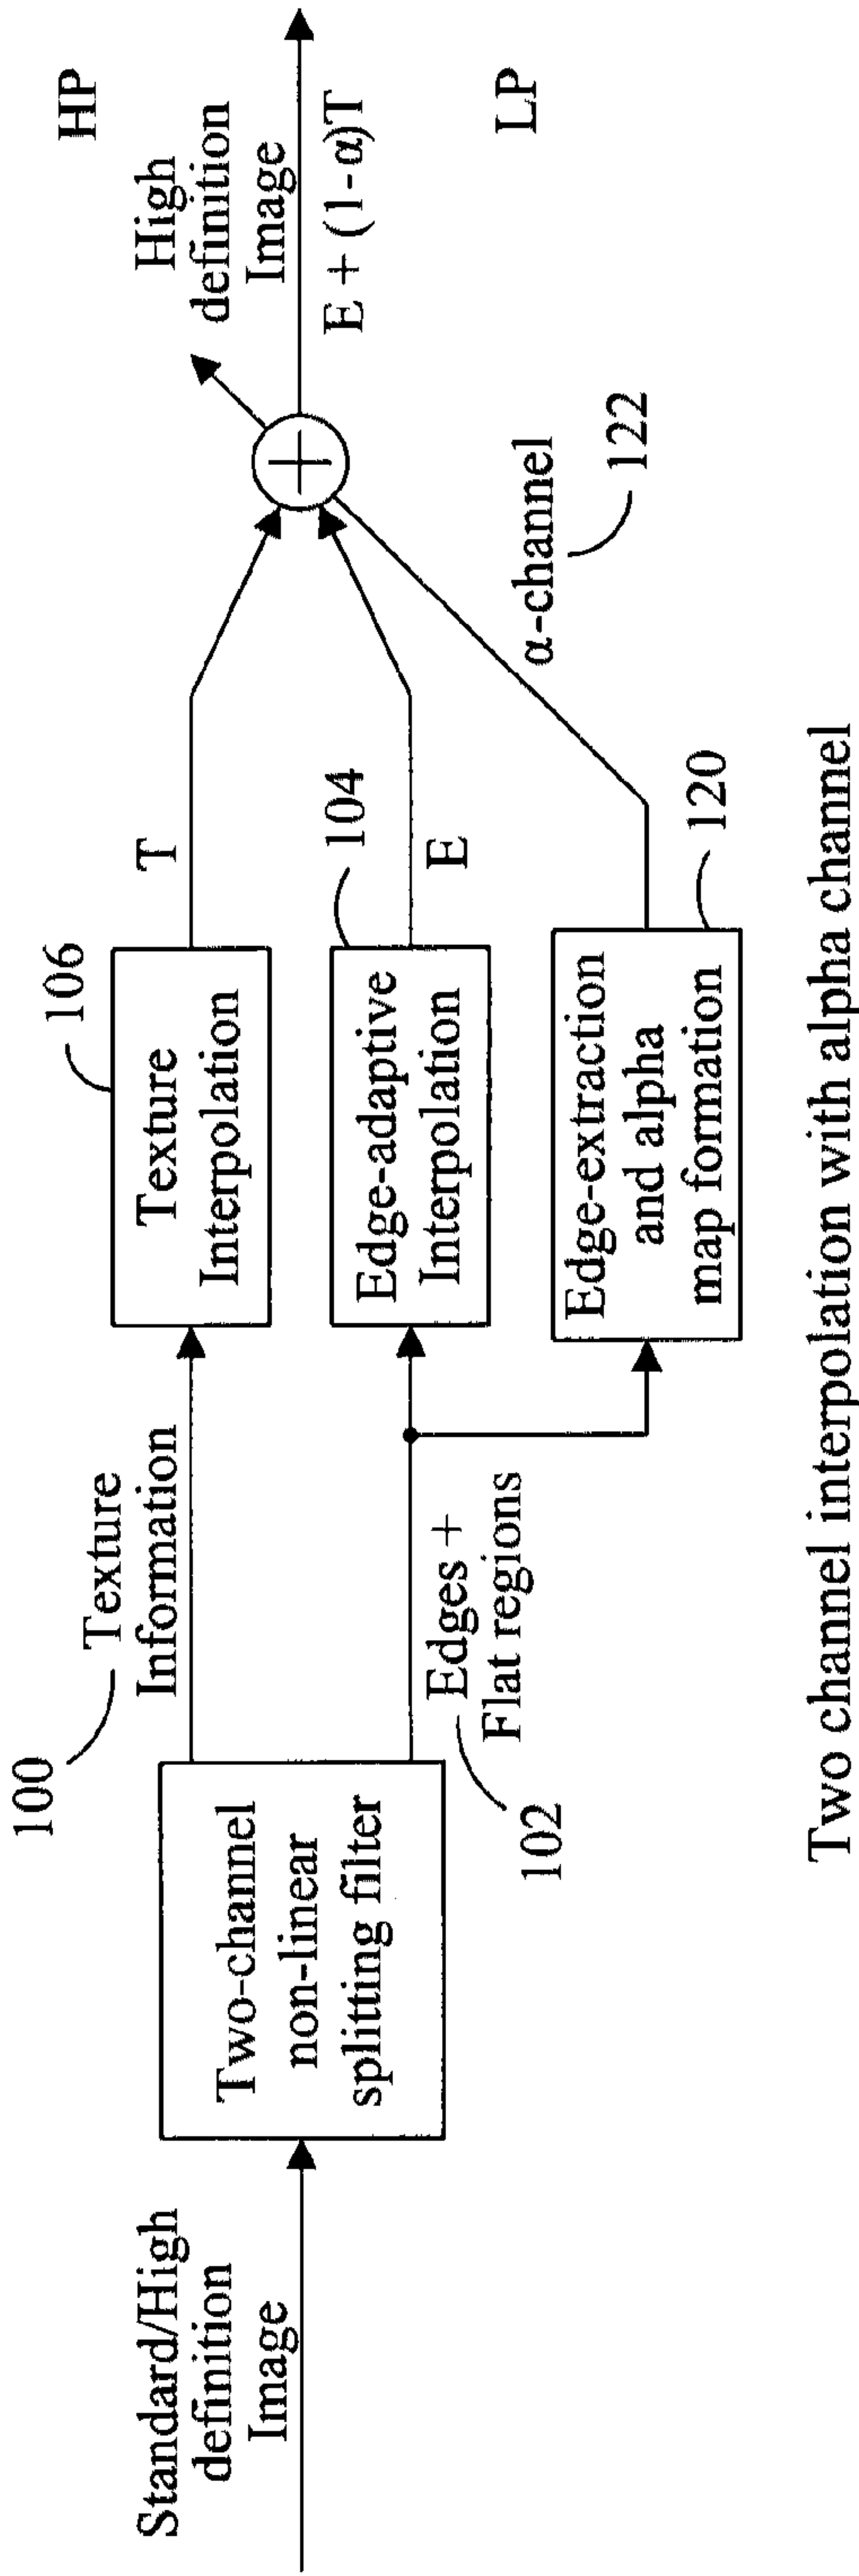 Standard/High
definition
Image
Two-channel
non-linear
splitting filter
100
Texture
Information
Edges +
Flat regions
102
106
Texture
Interpolation
T
104
Edge-adaptive
Interpolation
E
Edge-extraction
and alpha
map formation
120
α-channel
122
High
definition
Image
E + (1-α)T
HP
LP
Two channel interpolation with alpha channel